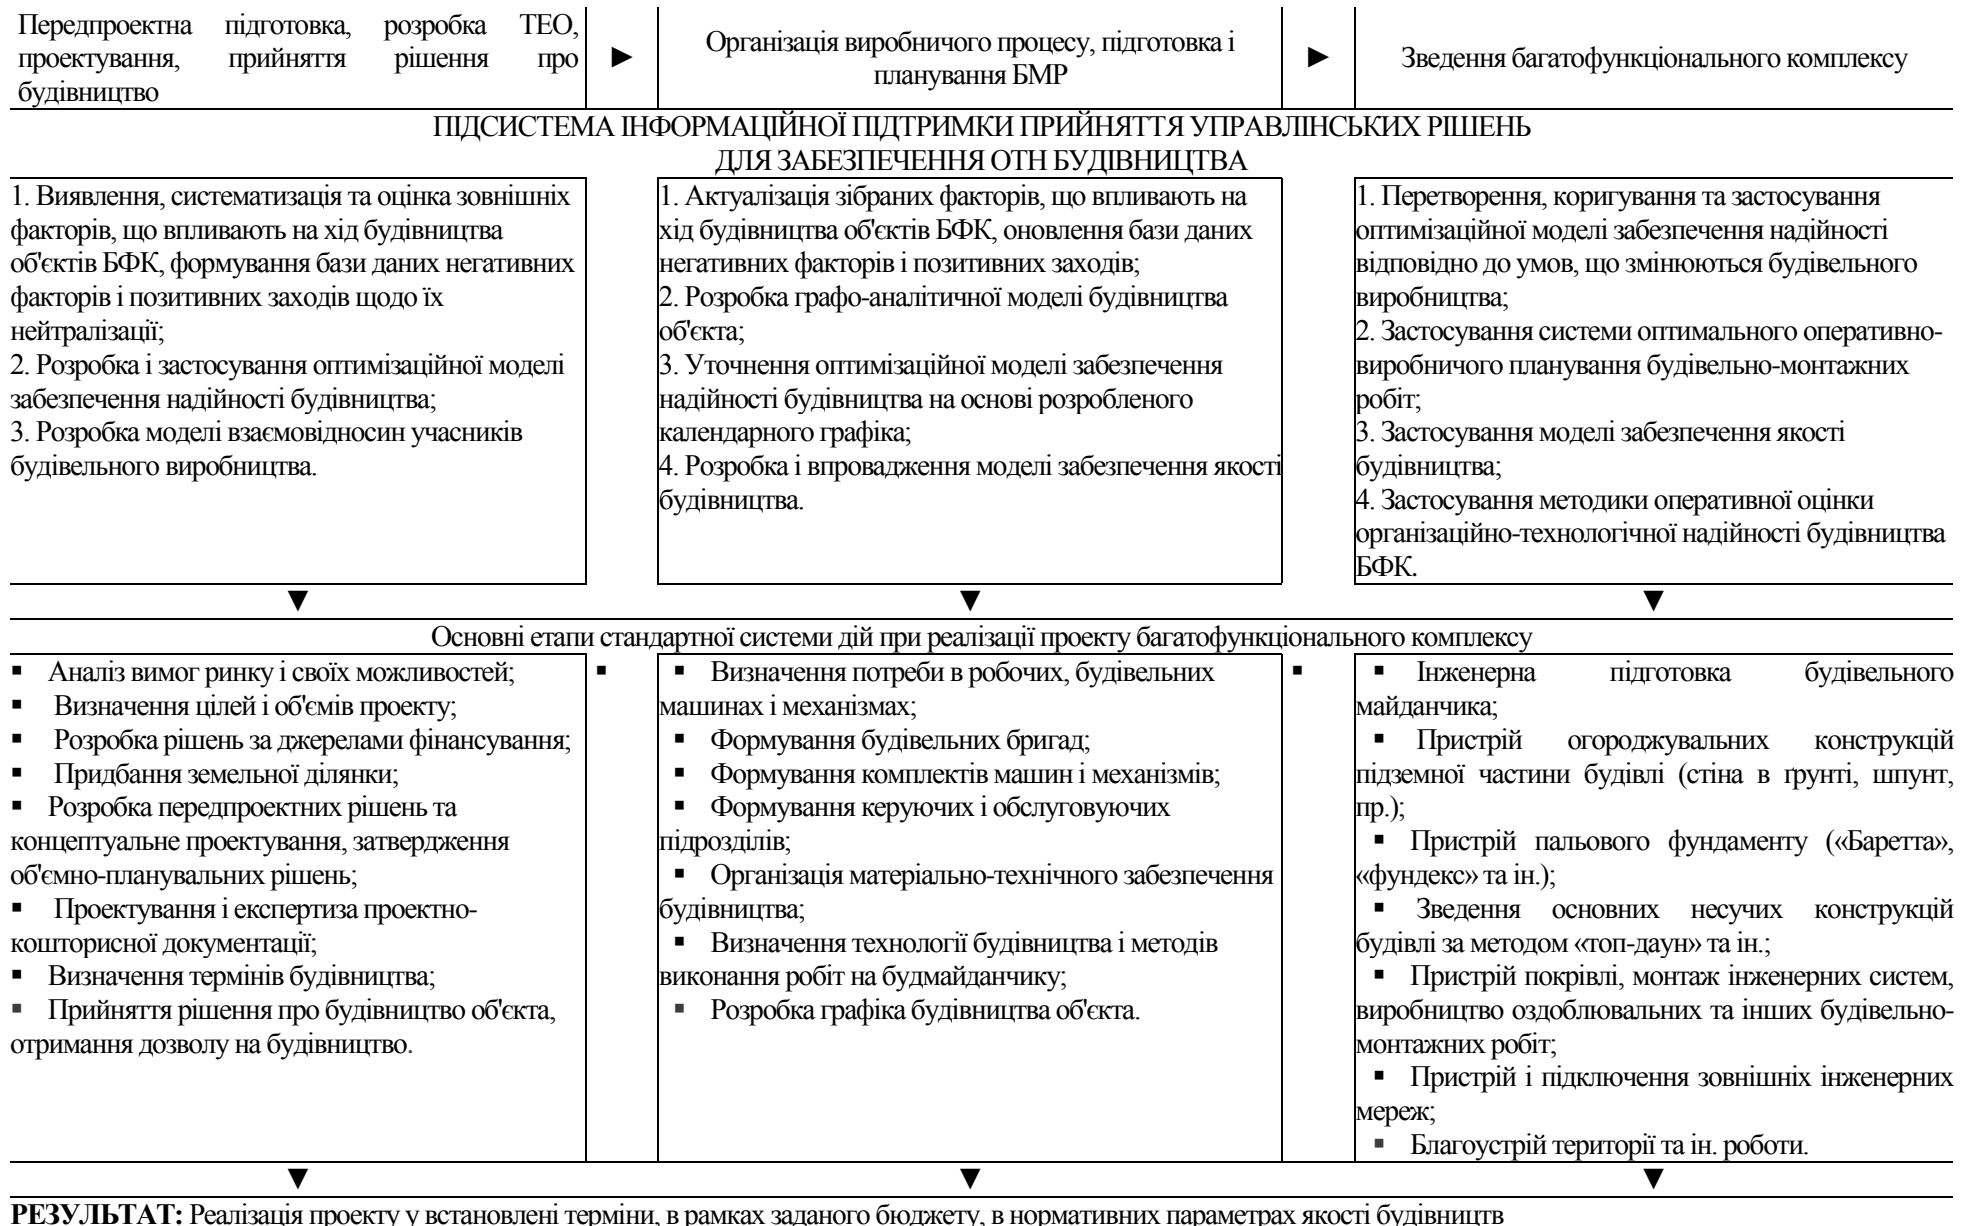 Передпроектна підготовка, розробка ТЕО,
проектування, прийняття рішення про
будівництво
►
Організація виробничого процесу, підготовка і
планування БМР
►
Зведення багатофункціонального комплексу
ПІДСИСТЕМА ІНФОРМАЦІЙНОЇ ПІДТРИМКИ ПРИЙНЯТТЯ УПРАВЛІНСЬКИХ РІШЕНЬ
ДЛЯ ЗАБЕЗПЕЧЕННЯ ОТН БУДІВНИЦТВА
1. Виявлення, систематизація та оцінка зовнішніх
факторів, що впливають на хід будівництва
об'єктів БФК, формування бази даних негативних
факторів і позитивних заходів щодо їх
нейтралізації;
2. Розробка і застосування оптимізаційної моделі
забезпечення надійності будівництва;
3. Розробка моделі взаємовідносин учасників
будівельного виробництва.
1. Актуалізація зібраних факторів, що впливають на
хід будівництва об'єктів БФК, оновлення бази даних
негативних факторів і позитивних заходів;
2. Розробка графо-аналітичної моделі будівництва
об'єкта;
3. Уточнення оптимізаційної моделі забезпечення
надійності будівництва на основі розробленого
календарного графіка;
4. Розробка і впровадження моделі забезпечення якості
будівництва.
1. Перетворення, коригування та застосування
оптимізаційної моделі забезпечення надійності
відповідно до умов, що змінюються будівельного
виробництва;
2. Застосування системи оптимального оперативно-
виробничого планування будівельно-монтажних
робіт;
3. Застосування моделі забезпечення якості
будівництва;
4. Застосування методики оперативної оцінки
організаційно-технологічної надійності будівництва
БФК.
▼ ▼ ▼
Основні етапи стандартної системи дій при реалізації проекту багатофункціонального комплексу
▪ Аналіз вимог ринку і своїх можливостей;
▪ Визначення цілей і об'ємів проекту;
▪ Розробка рішень за джерелами фінансування;
▪ Придбання земельної ділянки;
▪ Розробка передпроектних рішень та
концептуальне проектування, затвердження
об'ємно-планувальних рішень;
▪ Проектування і експертиза проектно-
кошторисної документації;
▪ Визначення термінів будівництва;
▪ Прийняття рішення про будівництво об'єкта,
отримання дозволу на будівництво.
▪
▪ Визначення потреби в робочих, будівельних
машинах і механізмах;
▪ Формування будівельних бригад;
▪ Формування комплектів машин і механізмів;
▪ Формування керуючих і обслуговуючих
підрозділів;
▪ Організація матеріально-технічного забезпечення
будівництва;
▪ Визначення технології будівництва і методів
виконання робіт на будмайданчику;
▪ Розробка графіка будівництва об'єкта.
▪
▪ Інженерна підготовка будівельного
майданчика;
▪ Пристрій огороджувальних конструкцій
підземної частини будівлі (стіна в ґрунті, шпунт,
пр.);
▪ Пристрій пальового фундаменту («Баретта»,
«фундекс» та ін.);
▪ Зведення основних несучих конструкцій
будівлі за методом «топ-даун» та ін.;
▪ Пристрій покрівлі, монтаж інженерних систем,
виробництво оздоблювальних та інших будівельно-
монтажних робіт;
▪ Пристрій і підключення зовнішніх інженерних
мереж;
▪ Благоустрій території та ін. роботи.
▼ ▼ ▼
РЕЗУЛЬТАТ: Реалізація проекту у встановлені терміни, в рамках заданого бюджету, в нормативних параметрах якості будівництв